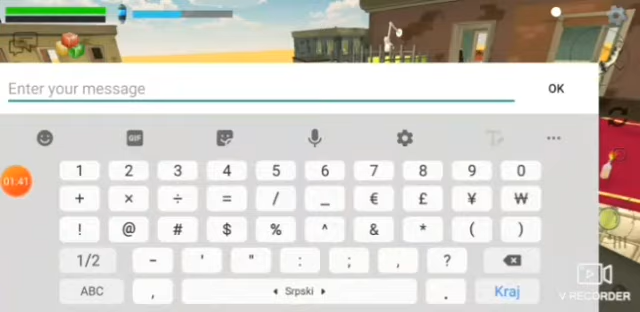 Enter your message
OK
GIF
01:41
1 2 3 4 5 6 7 8 9 0
+ × ÷ = / _ € £ ¥ ₩
! @ # $ % ^ & * ( )
1/2 - ' " : ; , ?
ABC , Srpski . Kraj
V-RECORDER